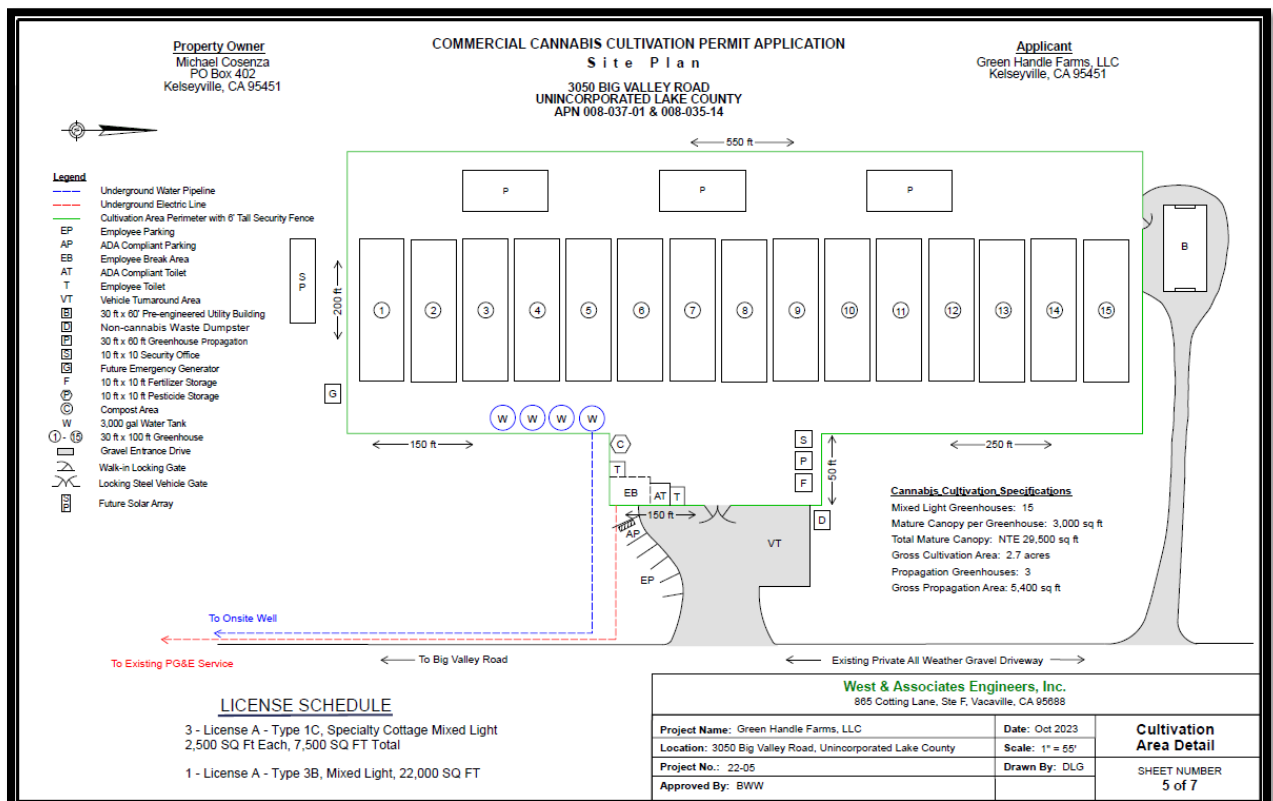 Property Owner
Michael Cosenza
PO Box 402
Kelseyville, CA 95451
COMMERCIAL CANNABIS CULTIVATION PERMIT APPLICATION
Site Plan
3050 BIG VALLEY ROAD
UNINCORPORATED LAKE COUNTY
APN 008-037-01 & 008-035-14
Applicant
Green Handle Farms, LLC
Kelseyville, CA 95451
Legend
Underground Water Pipeline
Underground Electric Line
Cultivation Area Perimeter with 6' Tall Security Fence
EP Employee Parking
AP ADA Compliant Parking
EB Employee Break Area
AT ADA Compliant Toilet
T Employee Toilet
VT Vehicle Turnaround Area
B 30 ft x 60' Pre-engineered Utility Building
D Non-cannabis Waste Dumpster
P 30 ft x 60 ft Greenhouse Propagation
S 10 ft x 10 Security Office
G Future Emergency Generator
F 10 ft x 10 ft Fertilizer Storage
P 10 ft x 10 ft Pesticide Storage
C Compost Area
W 3,000 gal Water Tank
1 - 15 30 ft x 100 ft Greenhouse
Gravel Entrance Drive
Walk-in Locking Gate
Locking Steel Vehicle Gate
SP Future Solar Array
550 ft
P P P
B
SP
200 ft
1 2 3 4 5 6 7 8 9 10 11 12 13 14 15
G
W W W W
150 ft
C
T
EB AT T
150 ft
AP
EP
VT
S
P
F
50 ft
D
250 ft
Cannabis Cultivation Specifications
Mixed Light Greenhouses: 15
Mature Canopy per Greenhouse: 3,000 sq ft
Total Mature Canopy: NTE 29,500 sq ft
Gross Cultivation Area: 2.7 acres
Propagation Greenhouses: 3
Gross Propagation Area: 5,400 sq ft
To Onsite Well
To Existing PG&E Service
To Big Valley Road
Existing Private All Weather Gravel Driveway
LICENSE SCHEDULE
3 - License A - Type 1C, Specialty Cottage Mixed Light
2,500 SQ Ft Each, 7,500 SQ FT Total
1 - License A - Type 3B, Mixed Light, 22,000 SQ FT
West & Associates Engineers, Inc.
865 Cotting Lane, Ste F, Vacaville, CA 95688
Project Name: Green Handle Farms, LLC
Date: Oct 2023
Location: 3050 Big Valley Road, Unincorporated Lake County
Scale: 1" = 55'
Project No.: 22-05
Drawn By: DLG
Approved By: BWW
Cultivation
Area Detail
SHEET NUMBER
5 of 7